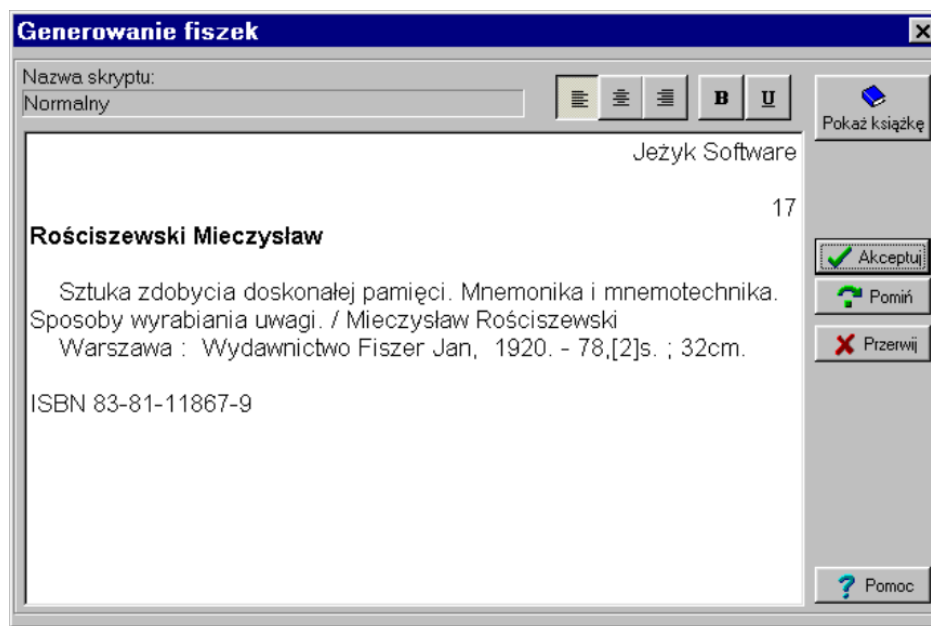 Generowanie fiszek
Nazwa skryptu:
Normalny
B U
Pokaż książkę
Jeżyk Software
17
Rościszewski Mieczysław
Sztuka zdobycia doskonałej pamięci. Mnemonika i mnemotechnika.
Sposoby wyrabiania uwagi. / Mieczysław Rościszewski
Warszawa : Wydawnictwo Fiszer Jan, 1920. - 78,[2]s. ; 32cm.
ISBN 83-81-11867-9
Akceptuj
Pomiń
Przerwij
Pomoc